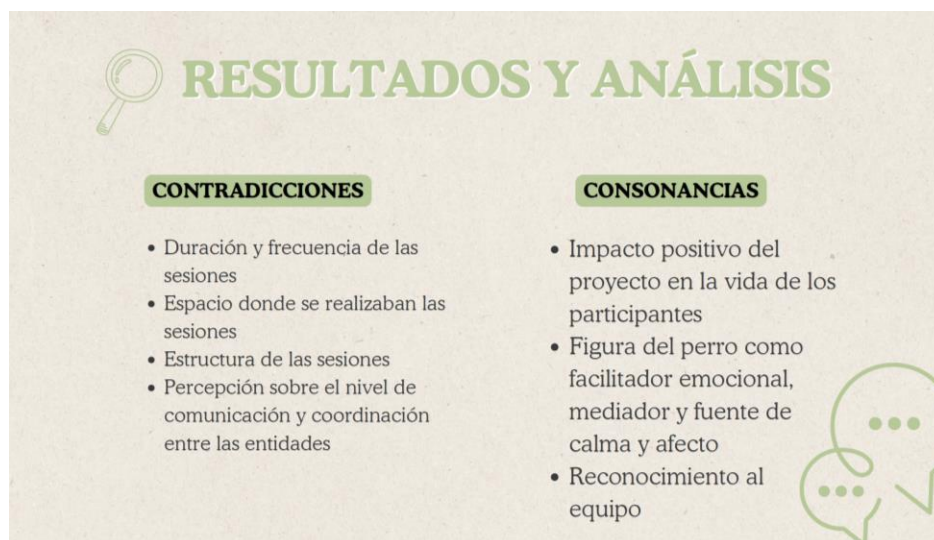 RESULTADOS Y ANÁLISIS
CONTRADICCIONES
• Duración y frecuencia de las
sesiones
• Espacio donde se realizaban las
sesiones
• Estructura de las sesiones
• Percepción sobre el nivel de
comunicación y coordinación
entre las entidades
CONSONANCIAS
• Impacto positivo del
proyecto en la vida de los
participantes
• Figura del perro como
facilitador emocional,
mediador y fuente de
calma y afecto
• Reconocimiento al
equipo